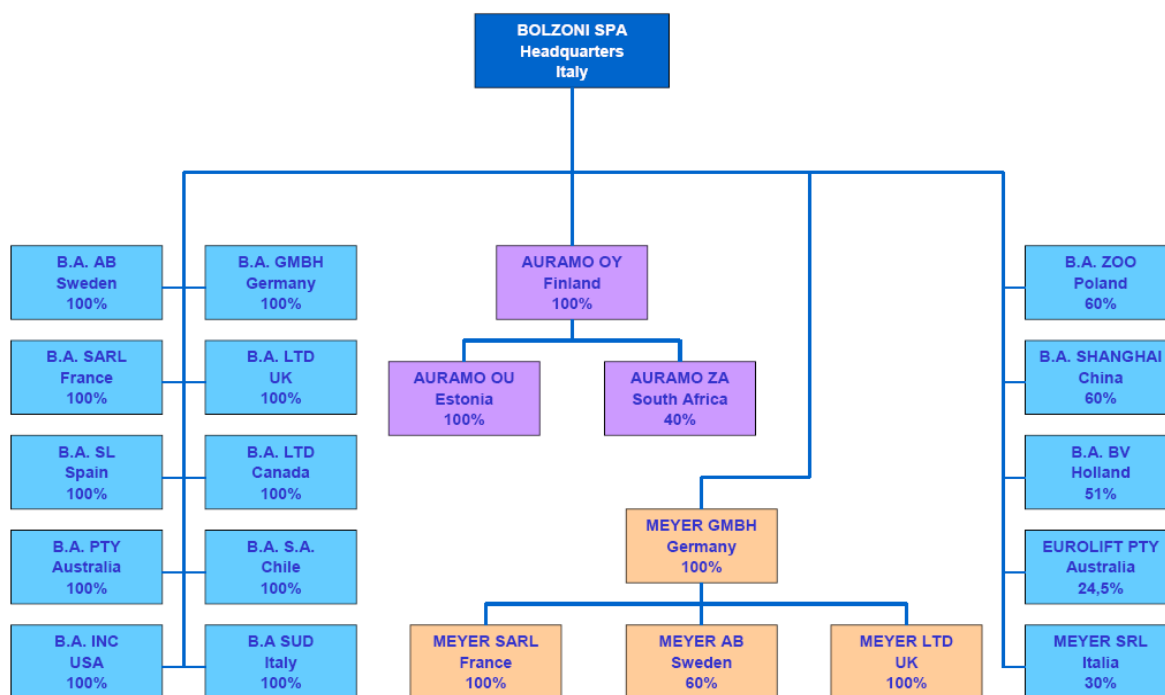 BOLZONI SPA
Headquarters
Italy
B.A. AB
Sweden
100%
B.A. GMBH
Germany
100%
AURAMO OY
Finland
100%
B.A. ZOO
Poland
60%
B.A. SARL
France
100%
B.A. LTD
UK
100%
AURAMO OU
Estonia
100%
AURAMO ZA
South Africa
40%
B.A. SHANGHAI
China
60%
B.A. SL
Spain
100%
B.A. LTD
Canada
100%
B.A. BV
Holland
51%
B.A. PTY
Australia
100%
B.A. S.A.
Chile
100%
MEYER GMBH
Germany
100%
EUROLIFT PTY
Australia
24,5%
B.A. INC
USA
100%
B.A SUD
Italy
100%
MEYER SARL
France
100%
MEYER AB
Sweden
60%
MEYER LTD
UK
100%
MEYER SRL
Italia
30%